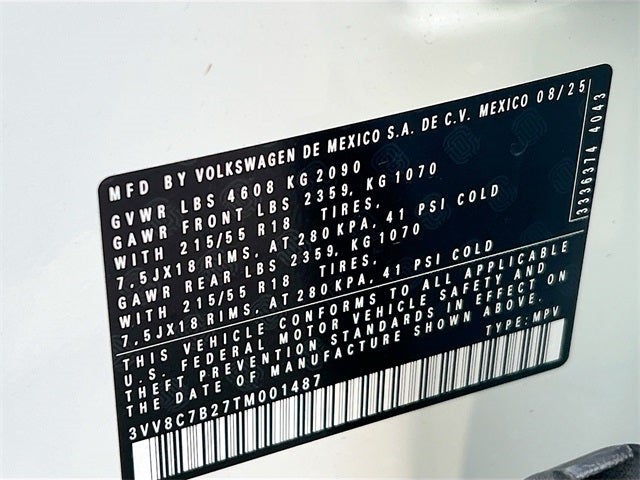 MFD BY VOLKSWAGEN DE MEXICO S.A. DE C.V. MEXICO 08/25
GVWR LBS 4608 KG 2090
GAWR FRONT LBS 2359, KG 1070
WITH 215/55 R18 TIRES,
7,5JX18 RIMS, AT 280 KPA, 41 PSI COLD
GAWR REAR LBS 2359, KG 1070
WITH 215/55 R18 TIRES,
7,5JX18 RIMS, AT 280 KPA, 41 PSI COLD
THIS VEHICLE CONFORMS TO ALL APPLICABLE
U.S. FEDERAL MOTOR VEHICLE SAFETY AND
THEFT PREVENTION STANDARDS IN EFFECT ON
THE DATE OF MANUFACTURE SHOWN ABOVE.
3VV8C7B27TM001487 TYPE: MPV
3336374 4043